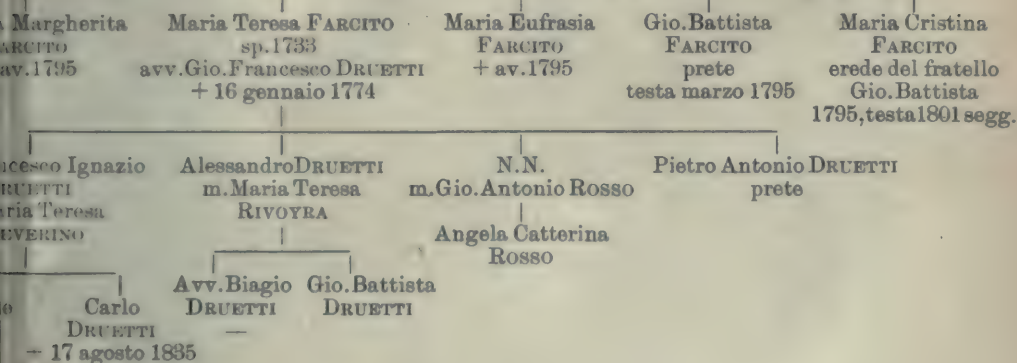 Margherita
av. 1795
Maria Teresa FARCITO
sp. 1733
avv. Gio. Francesco DRUETTI
+ 16 gennaio 1774
Maria Eufrasia
FARCITO
+ av. 1795
Gio. Battista
FARCITO
prete
testa marzo 1795
Maria Cristina
FARCITO
erede del fratello
Gio. Battista
1795, testa 1801 segg.
Ignazio
Teresa
Alessandro DRUETTI
m. Maria Teresa
RIVOYRA
N.N.
m. Gio. Antonio Rosso
Angela Catterina
Rosso
Pietro Antonio DRUETTI
prete
Carlo
DRUETTI
– 17 agosto 1835
Avv. Biagio
DRUETTI
—
Gio. Battista
DRUETTI